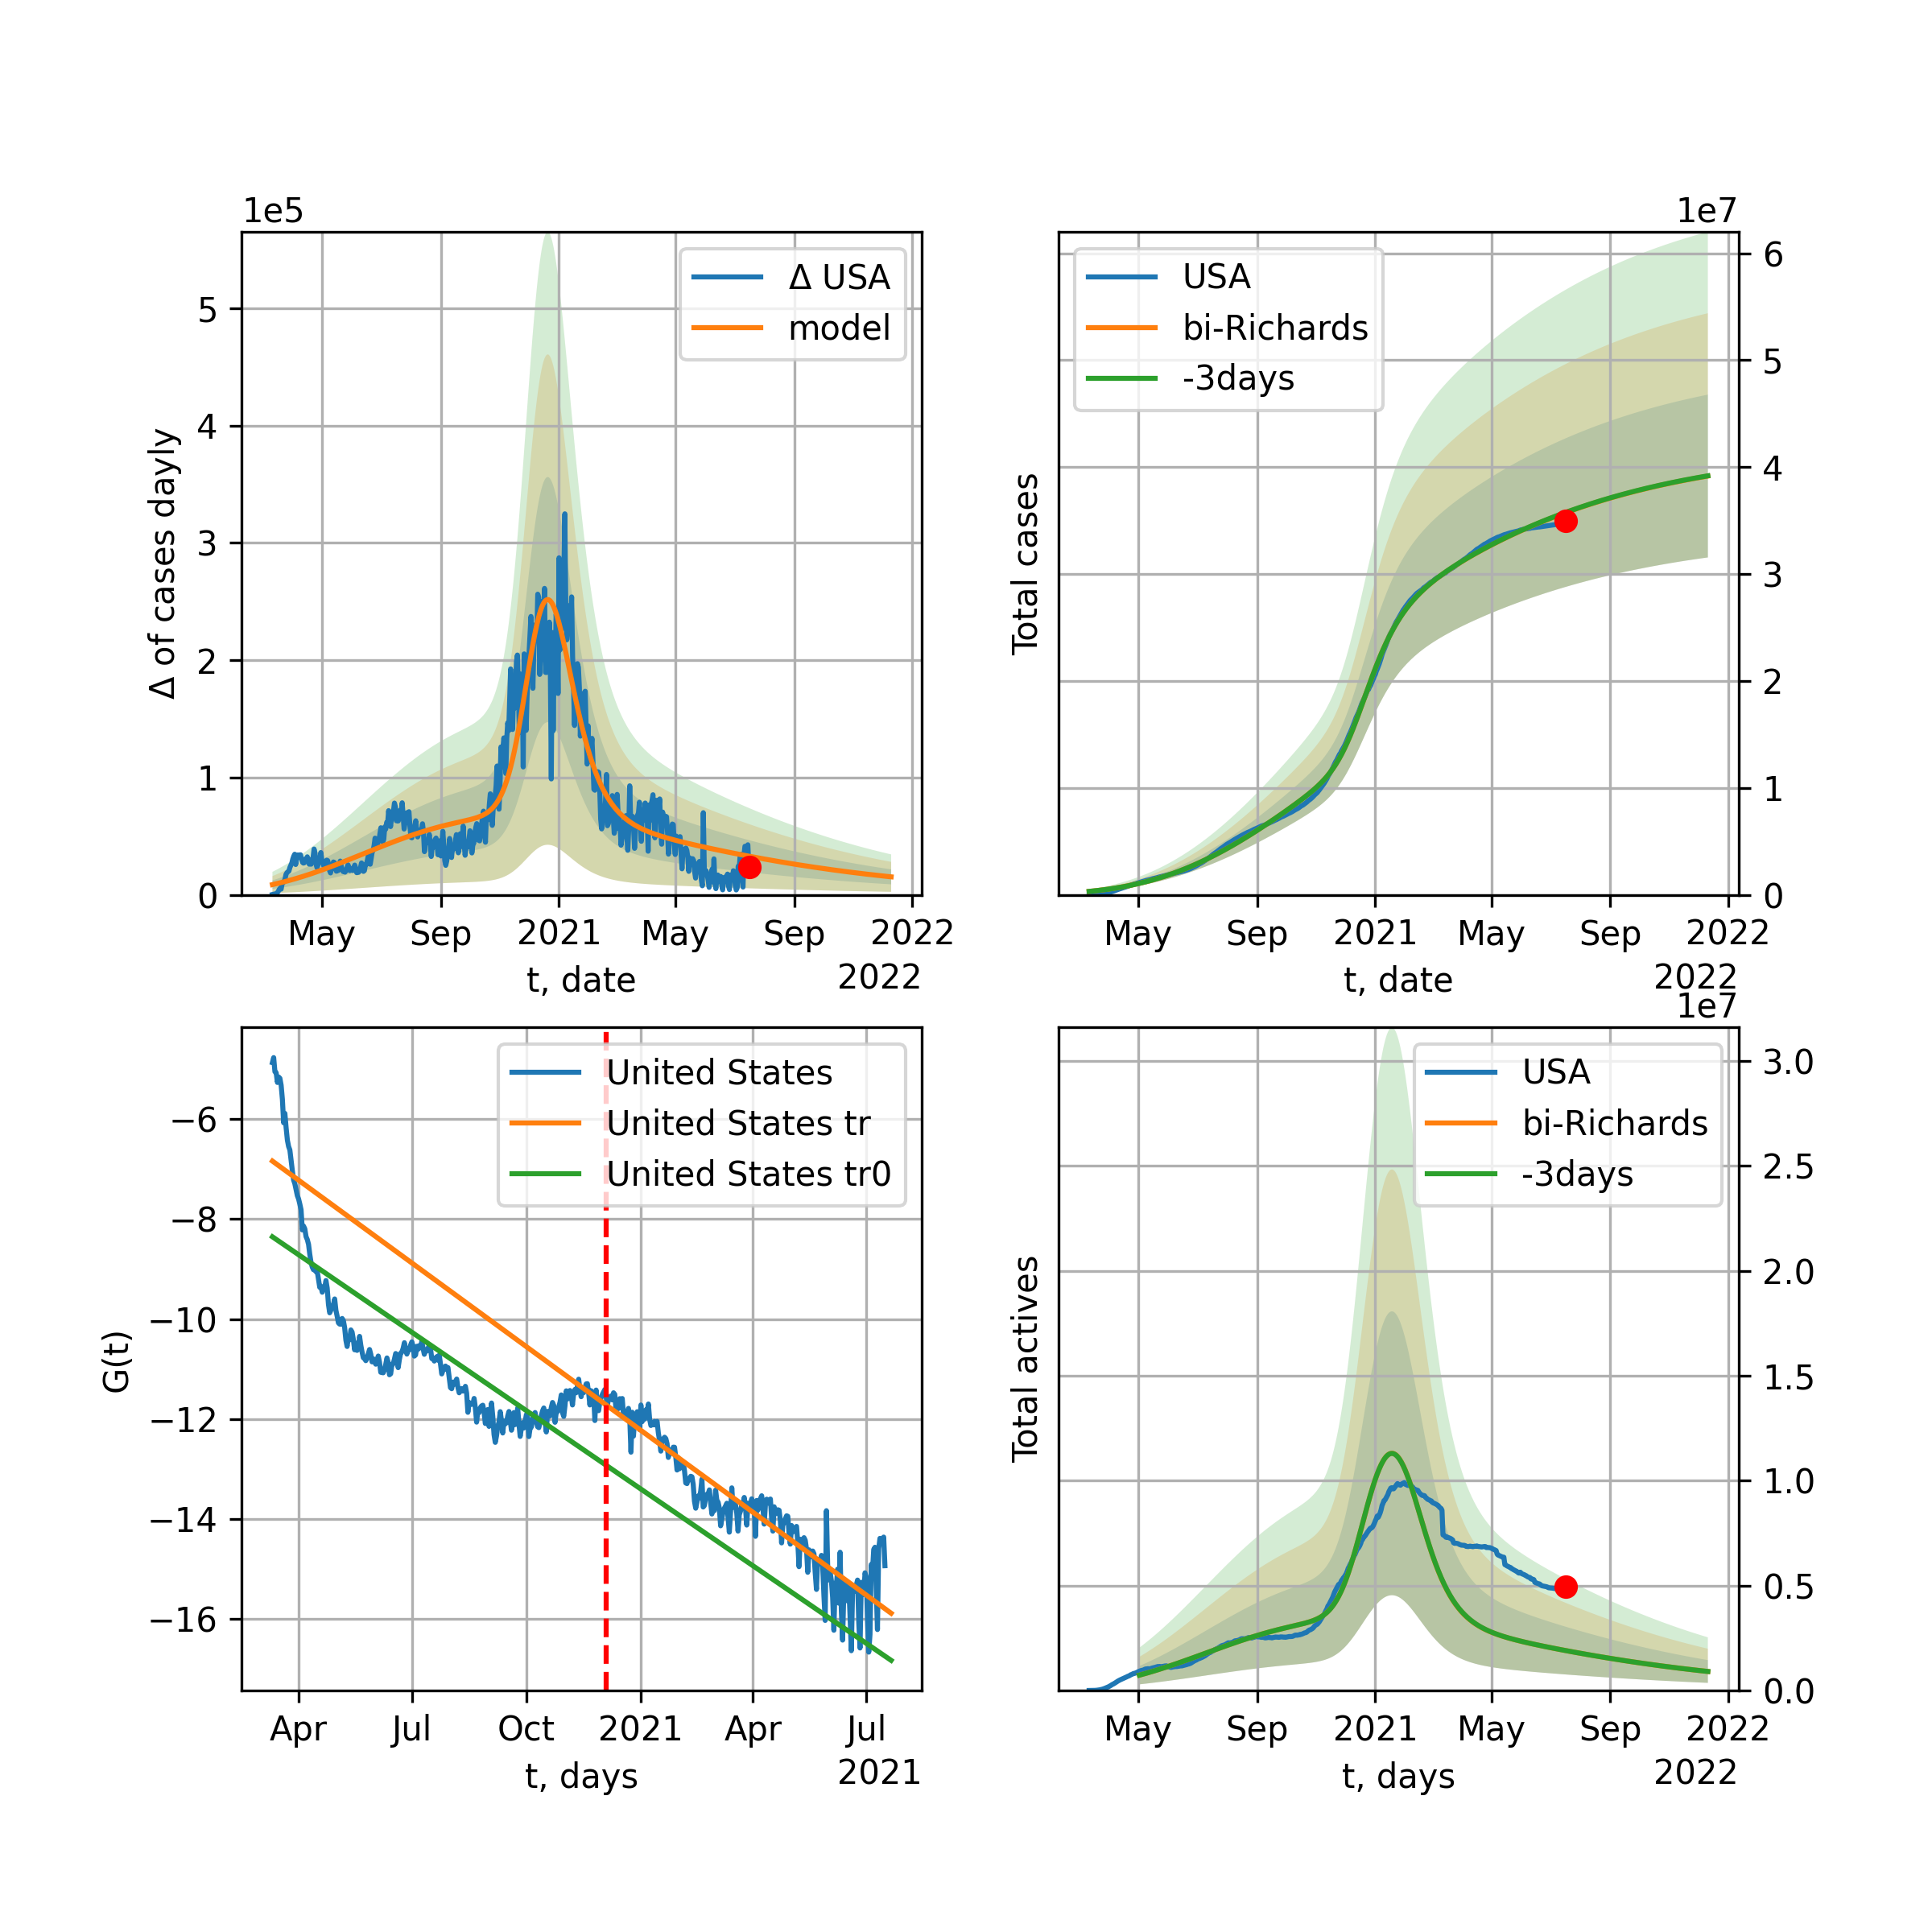 1e5
5
4
3
2
1
0
Δ of cases dayly
Δ USA
model
May Sep 2021 May Sep 2022
t, date
2022
1e7
6
5
4
3
2
1
0
Total cases
USA
bi-Richards
-3days
May Sep 2021 May Sep 2022
t, date
2022
−6
−8
−10
−12
−14
−16
G(t)
United States
United States tr
United States tr0
Apr Jul Oct 2021 Apr Jul
t, days
2021
1e7
3.0
2.5
2.0
1.5
1.0
0.5
0.0
Total actives
USA
bi-Richards
-3days
May Sep 2021 May Sep 2022
t, days
2022